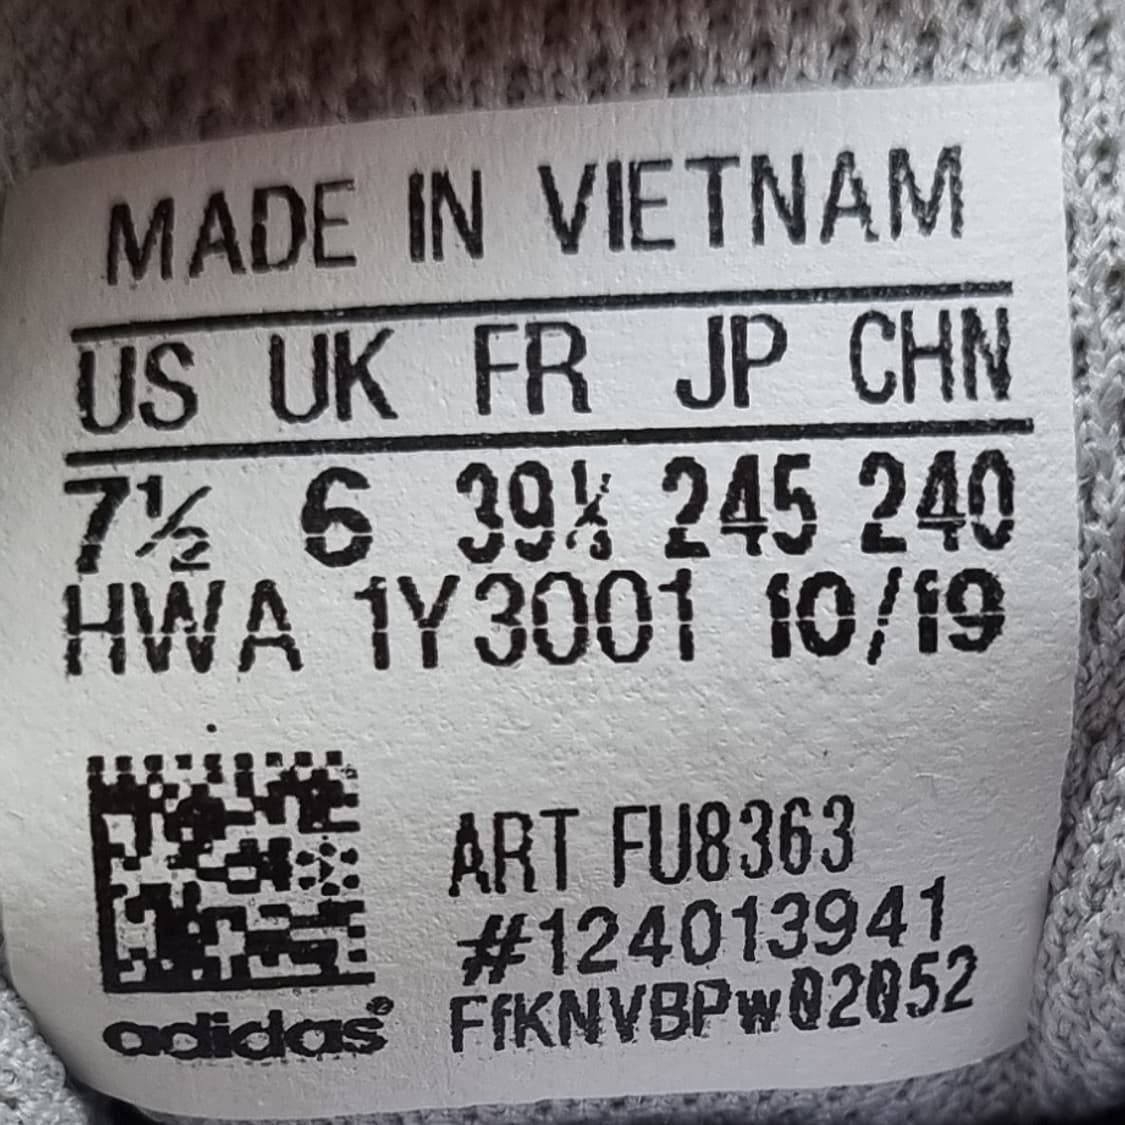 MADE IN VIETNAM
US UK FR JP CHN
7½ 6 39⅓ 245 240
HWA 1Y3001 10/19
ART FU8363
#124013941
FfKNVBPw02052
adidas®